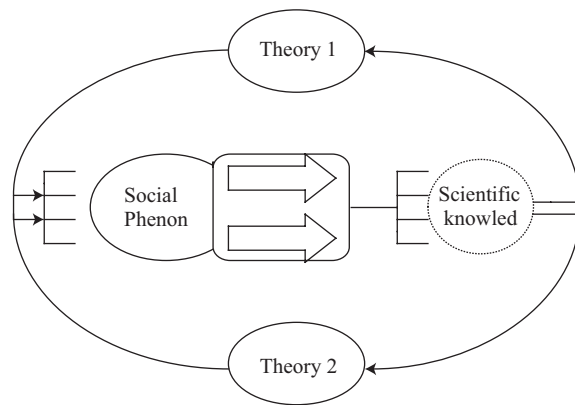 Theory 1
Social
Phenon
Scientific
knowled
Theory 2